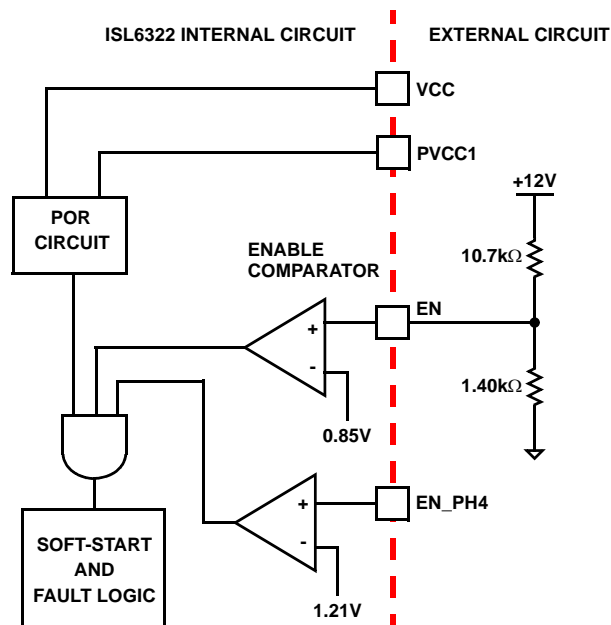 ISL6322 INTERNAL CIRCUIT
EXTERNAL CIRCUIT
VCC
PVCC1
+12V
POR
CIRCUIT
10.7kΩ
ENABLE
COMPARATOR
EN
+
-
1.40kΩ
0.85V
EN_PH4
+
-
SOFT-START
AND
FAULT LOGIC
1.21V